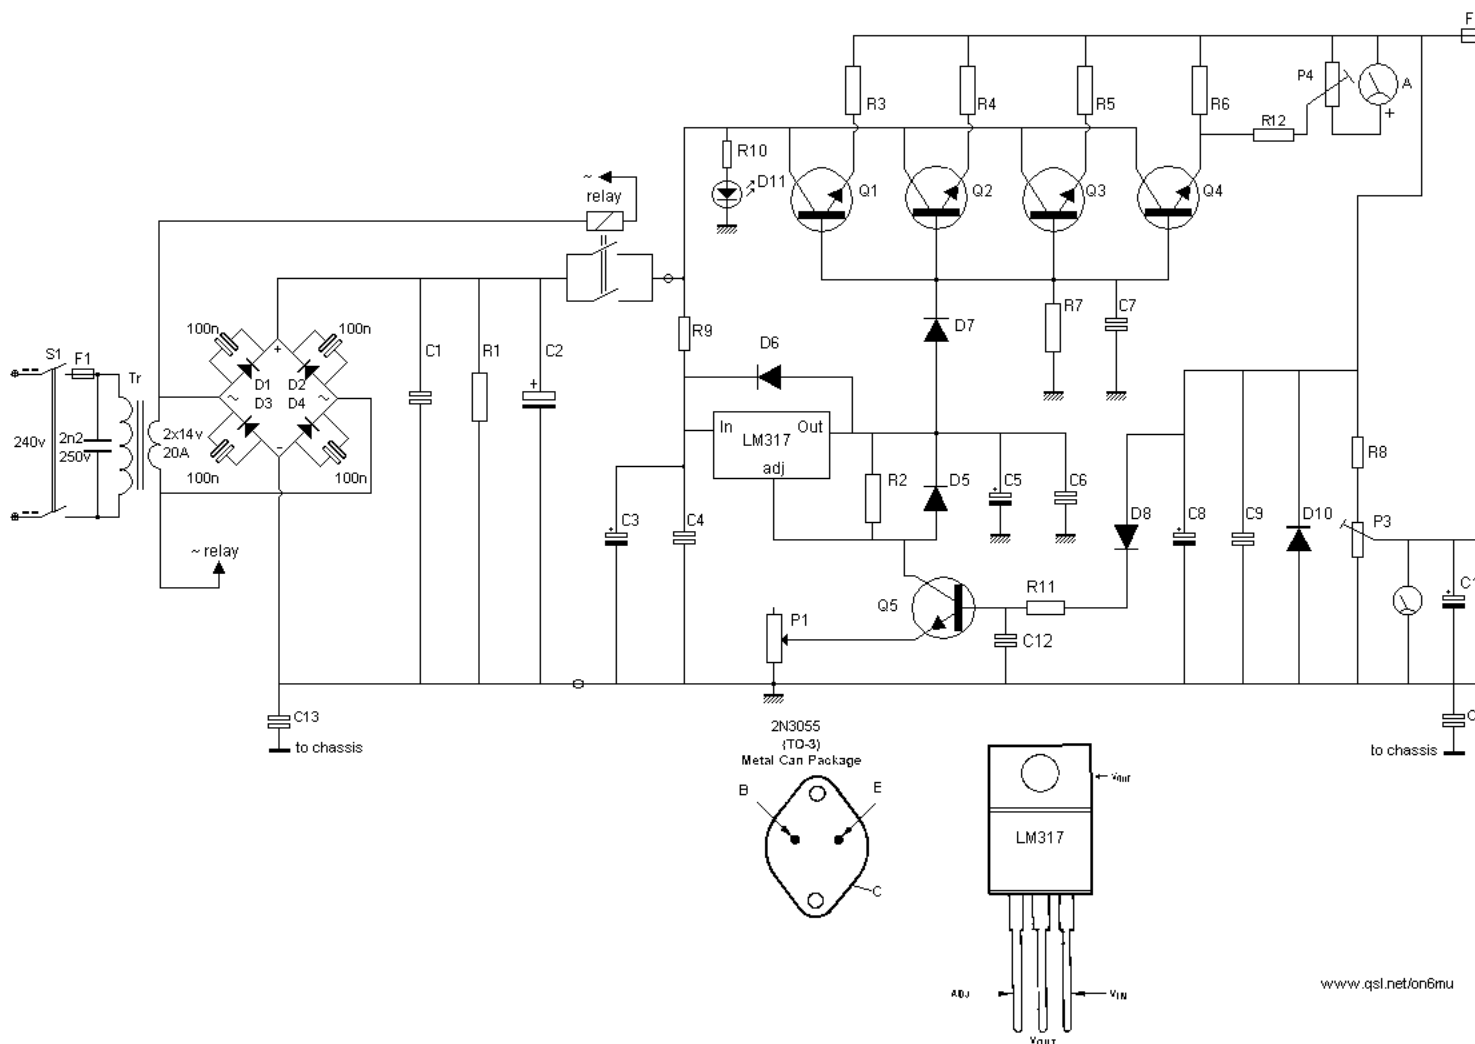 F
P4
A
+
R3
R4
R5
R6
R12
R10
D11
Q1
Q2
Q3
Q4
~
relay
100n
100n
S1
F1
Tr
+
D1
D2
~
~
D3
D4
-
C1
R1
C2
+
R9
D6
D7
R7
C7
240v
2n2
250V
2x14v
20A
100n
100n
In
LM317
Out
adj
R2
D5
C5
C6
R8
C3
C4
D8
C8
C9
D10
P3
~ relay
Q5
R11
P1
C12
C1
C13
to chassis
C
to chassis
2N3055
(TO-3)
Metal Can Package
B
E
C
VOUT
LM317
ADJ
VIN
VOUT
www.qsl.net/on6mu